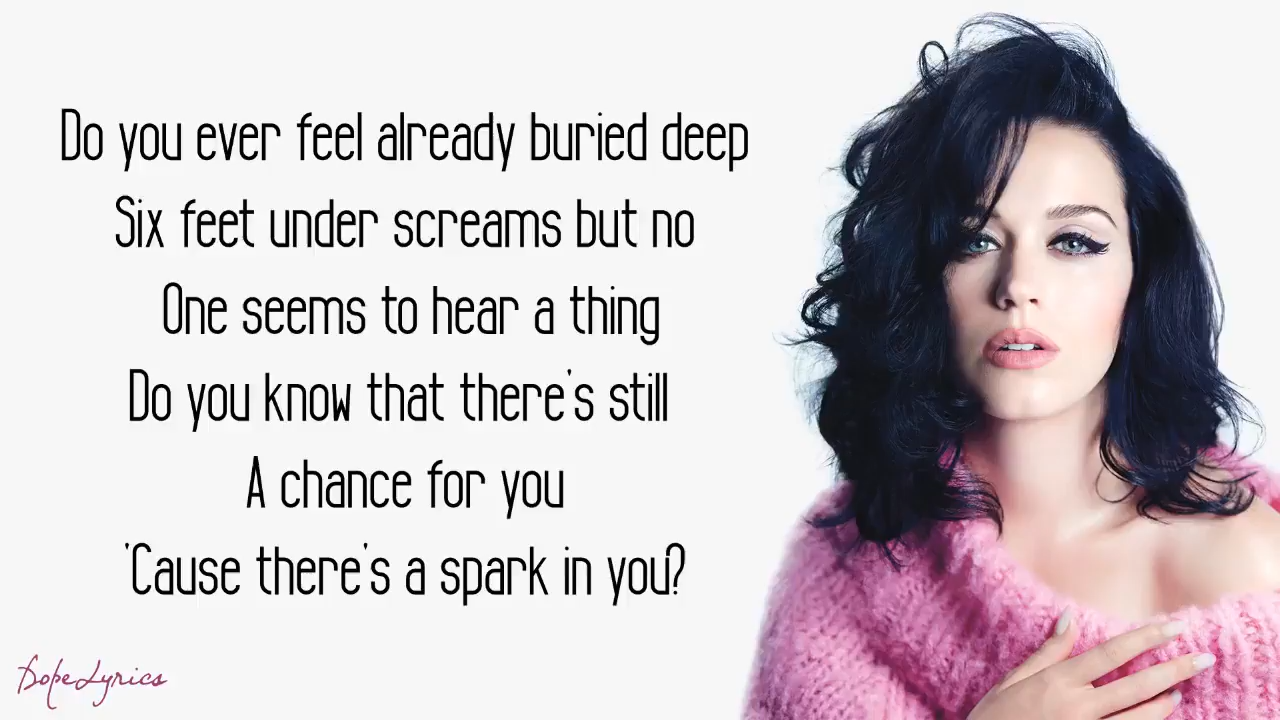 Do you ever feel already buried deep
Six feet under screams but no
One seems to hear a thing
Do you know that there's still
A chance for you
'Cause there's a spark in you?
DopeLyrics